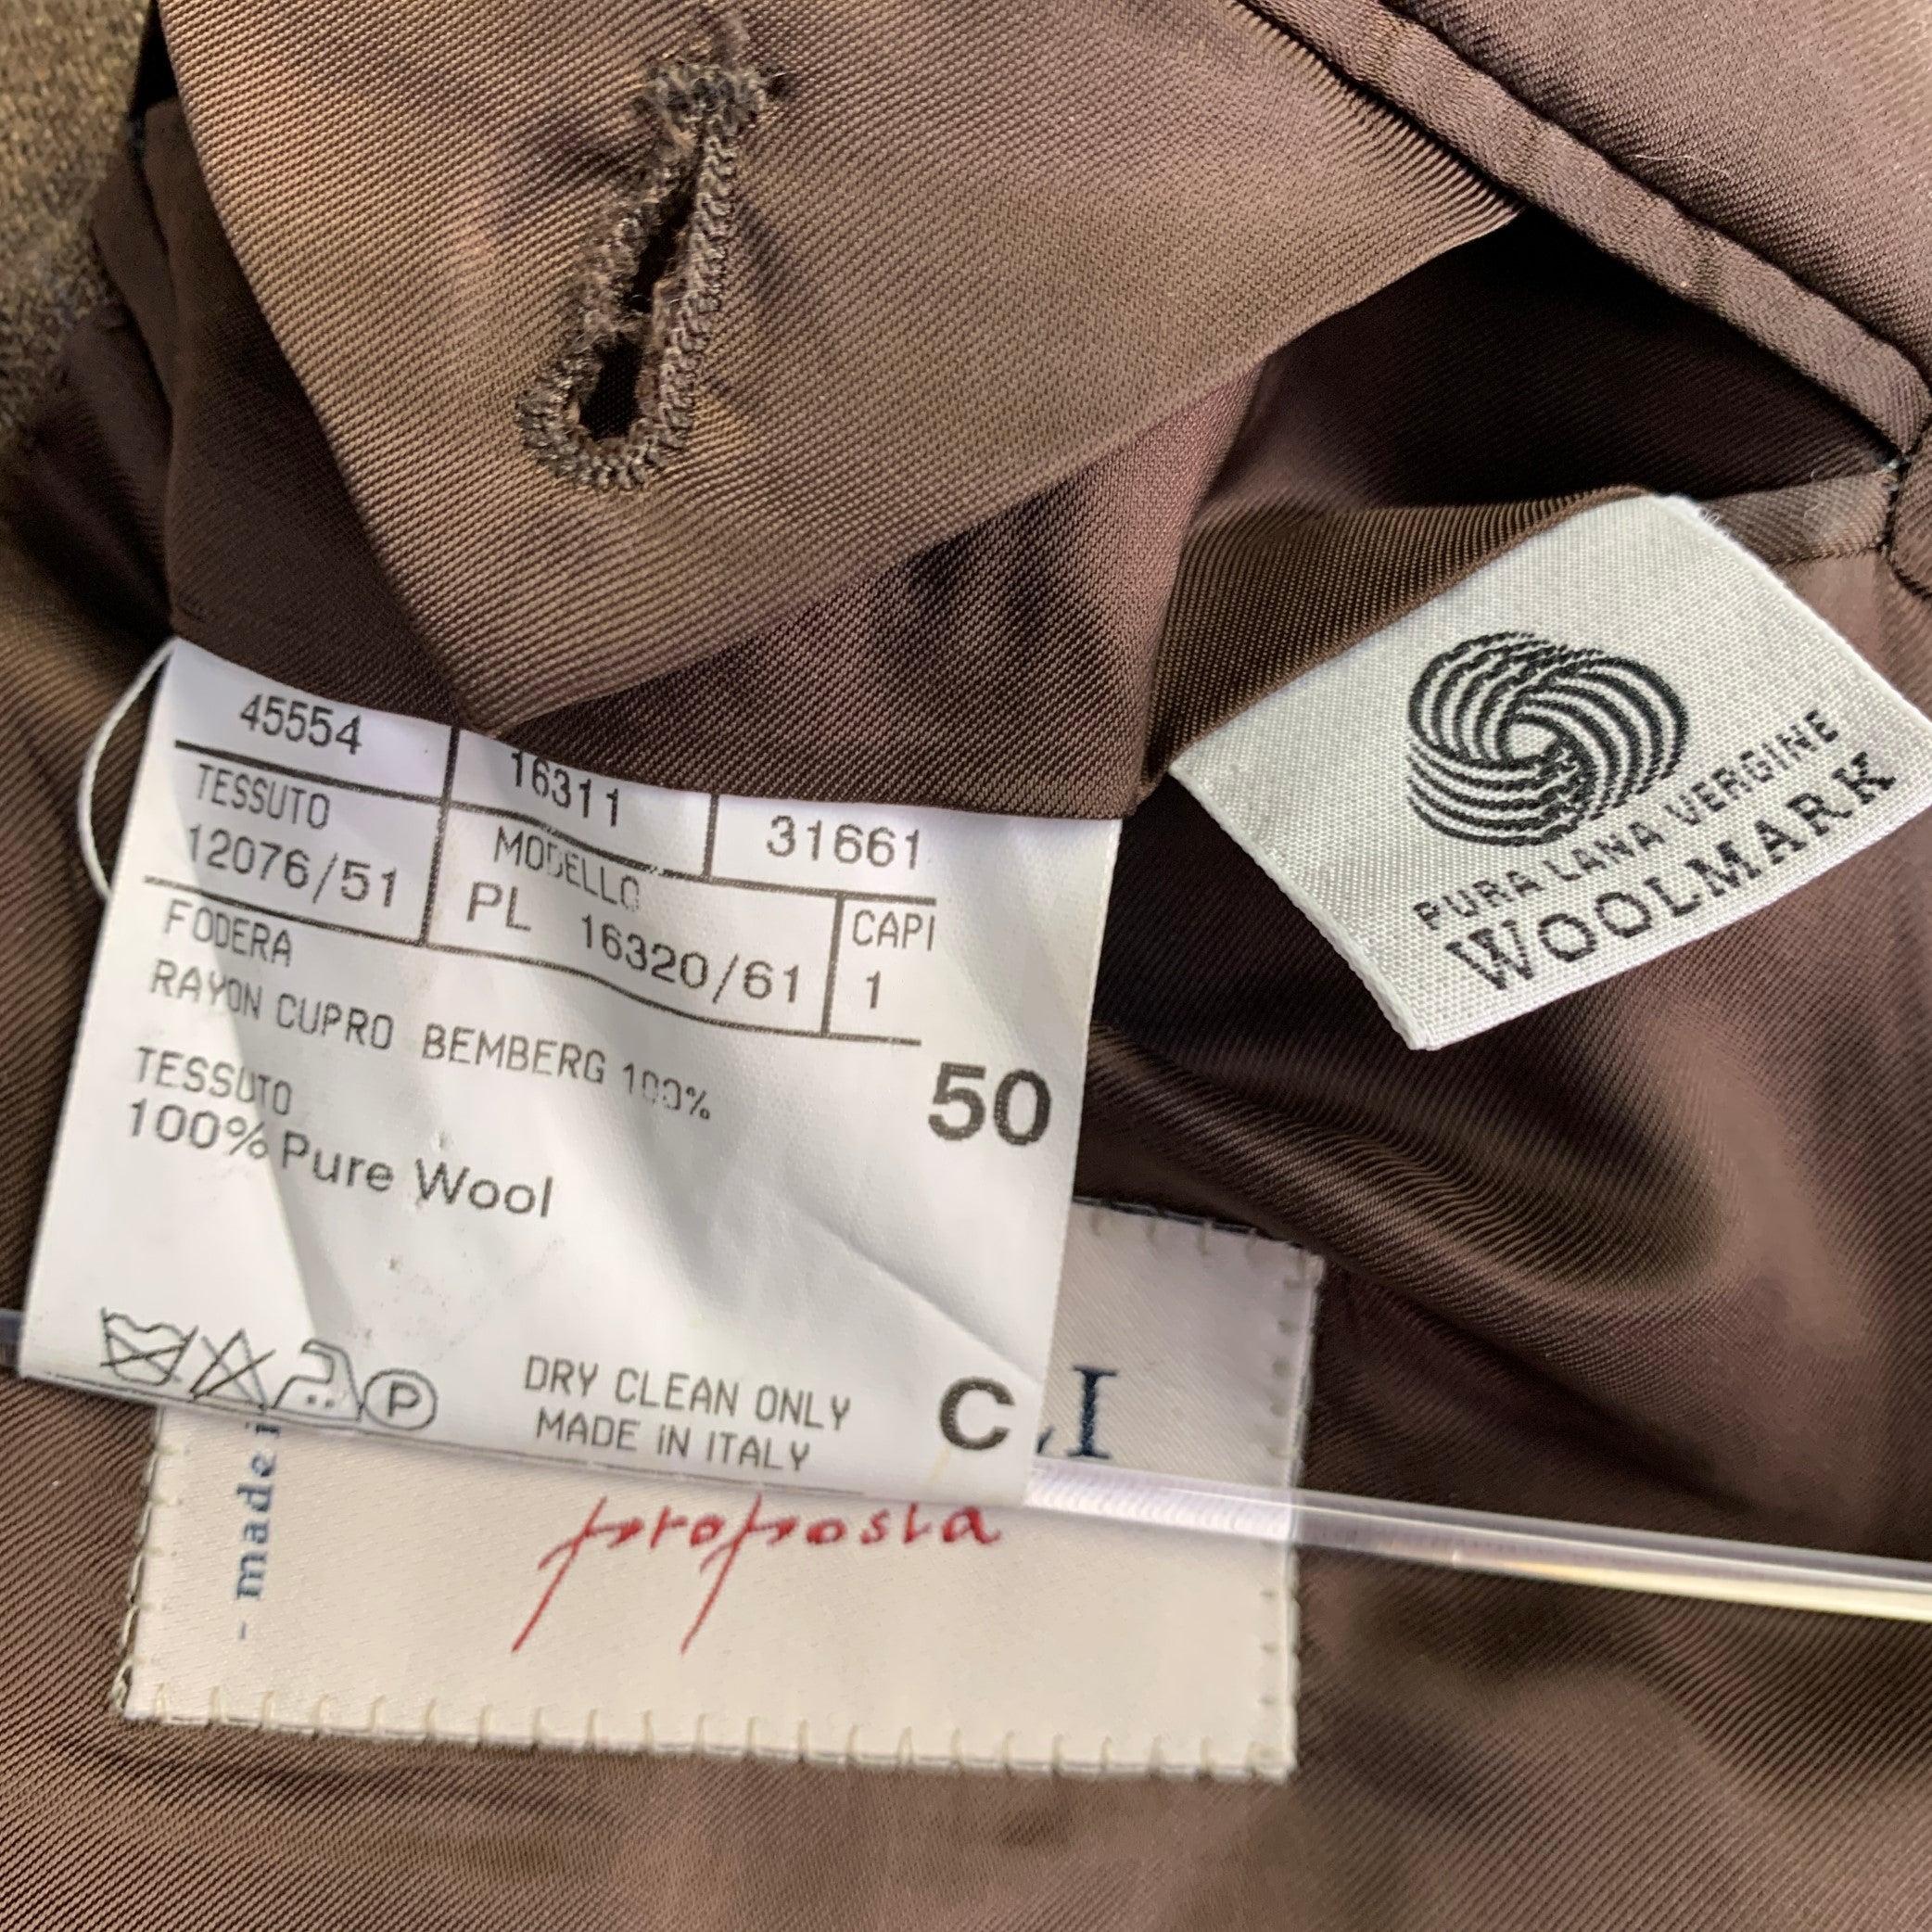 45554
16311
31661
TESSUTO
12076/51
MODELLO
PL 16320/61
CAPI
1
FODERA
RAYON CUPRO BEMBERG 100%
50
TESSUTO
100% Pure Wool
P
DRY CLEAN ONLY
MADE IN ITALY
C
PURA LANA VERGINE
WOOLMARK
I
- made i
proposta